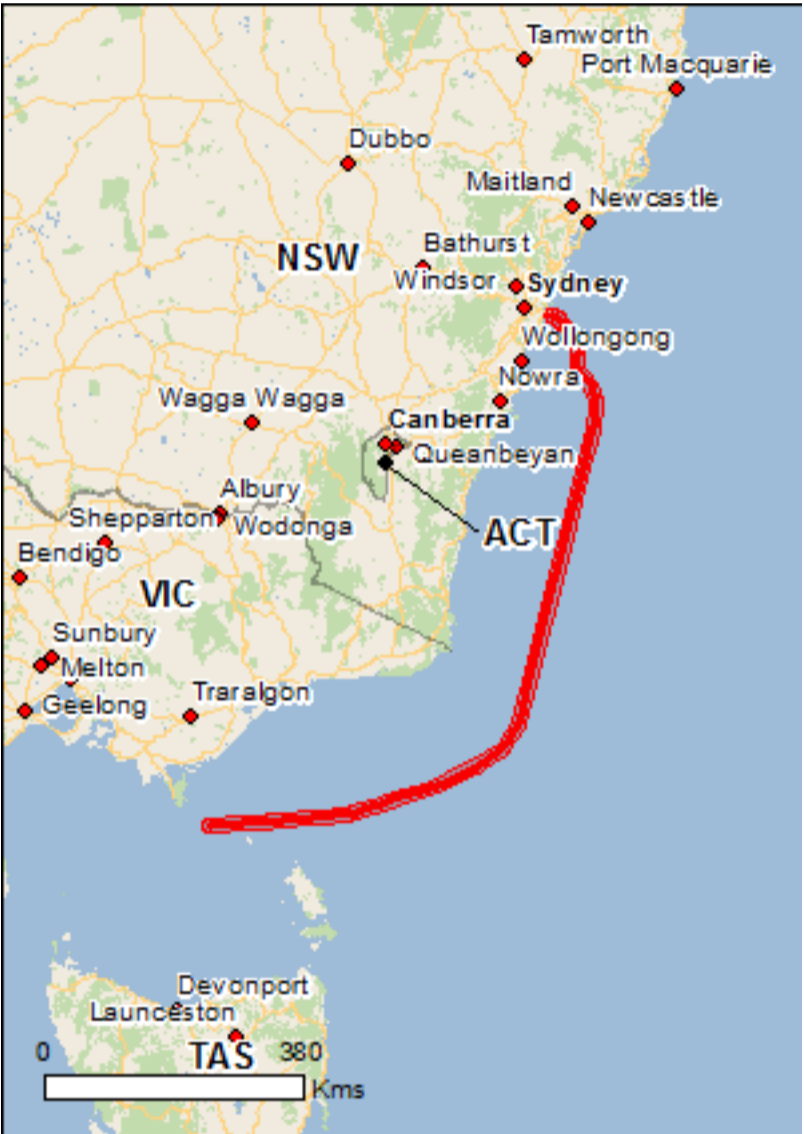 Tamworth
Port Macquarie
Dubbo
Maitland
Newcastle
Bathurst
NSW
Windsor
Sydney
Wollongong
Nowra
Wagga Wagga
Canberra
Queanbeyan
Albury
Shepparton
Wodonga
ACT
Bendigo
VIC
Sunbury
Melton
Traralgon
Geelong
Devonport
Launceston
0
TAS
380
Kms